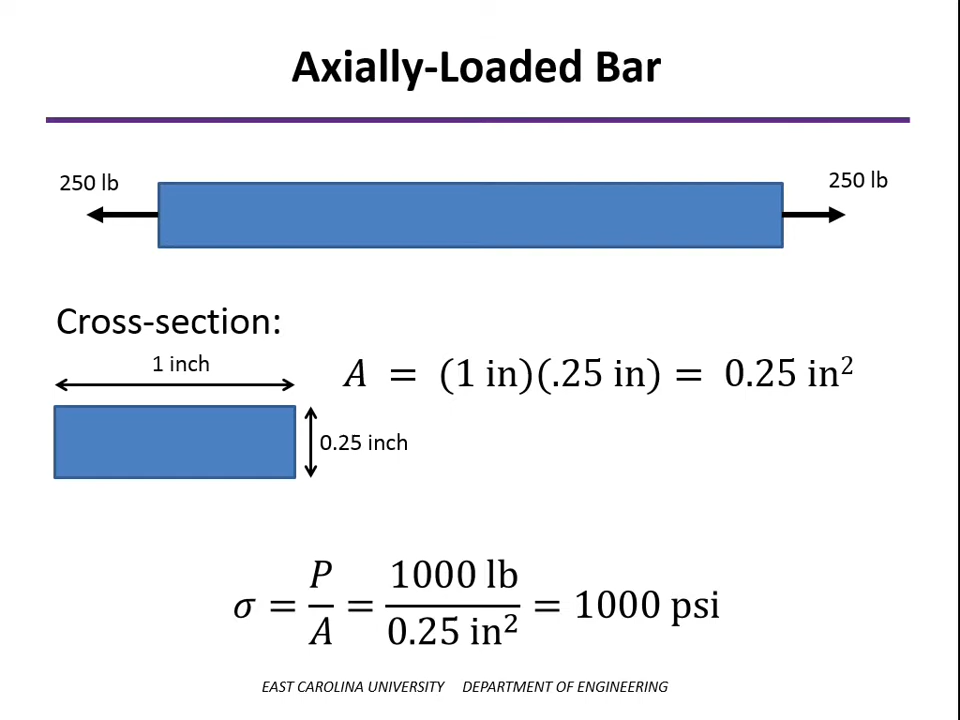 Axially-Loaded Bar
250 lb
250 lb
Cross-section:
1 inch
A = (1 in)(.25 in) = 0.25 in²
0.25 inch
σ = P/A = 1000 lb/0.25 in² = 1000 psi
EAST CAROLINA UNIVERSITY DEPARTMENT OF ENGINEERING